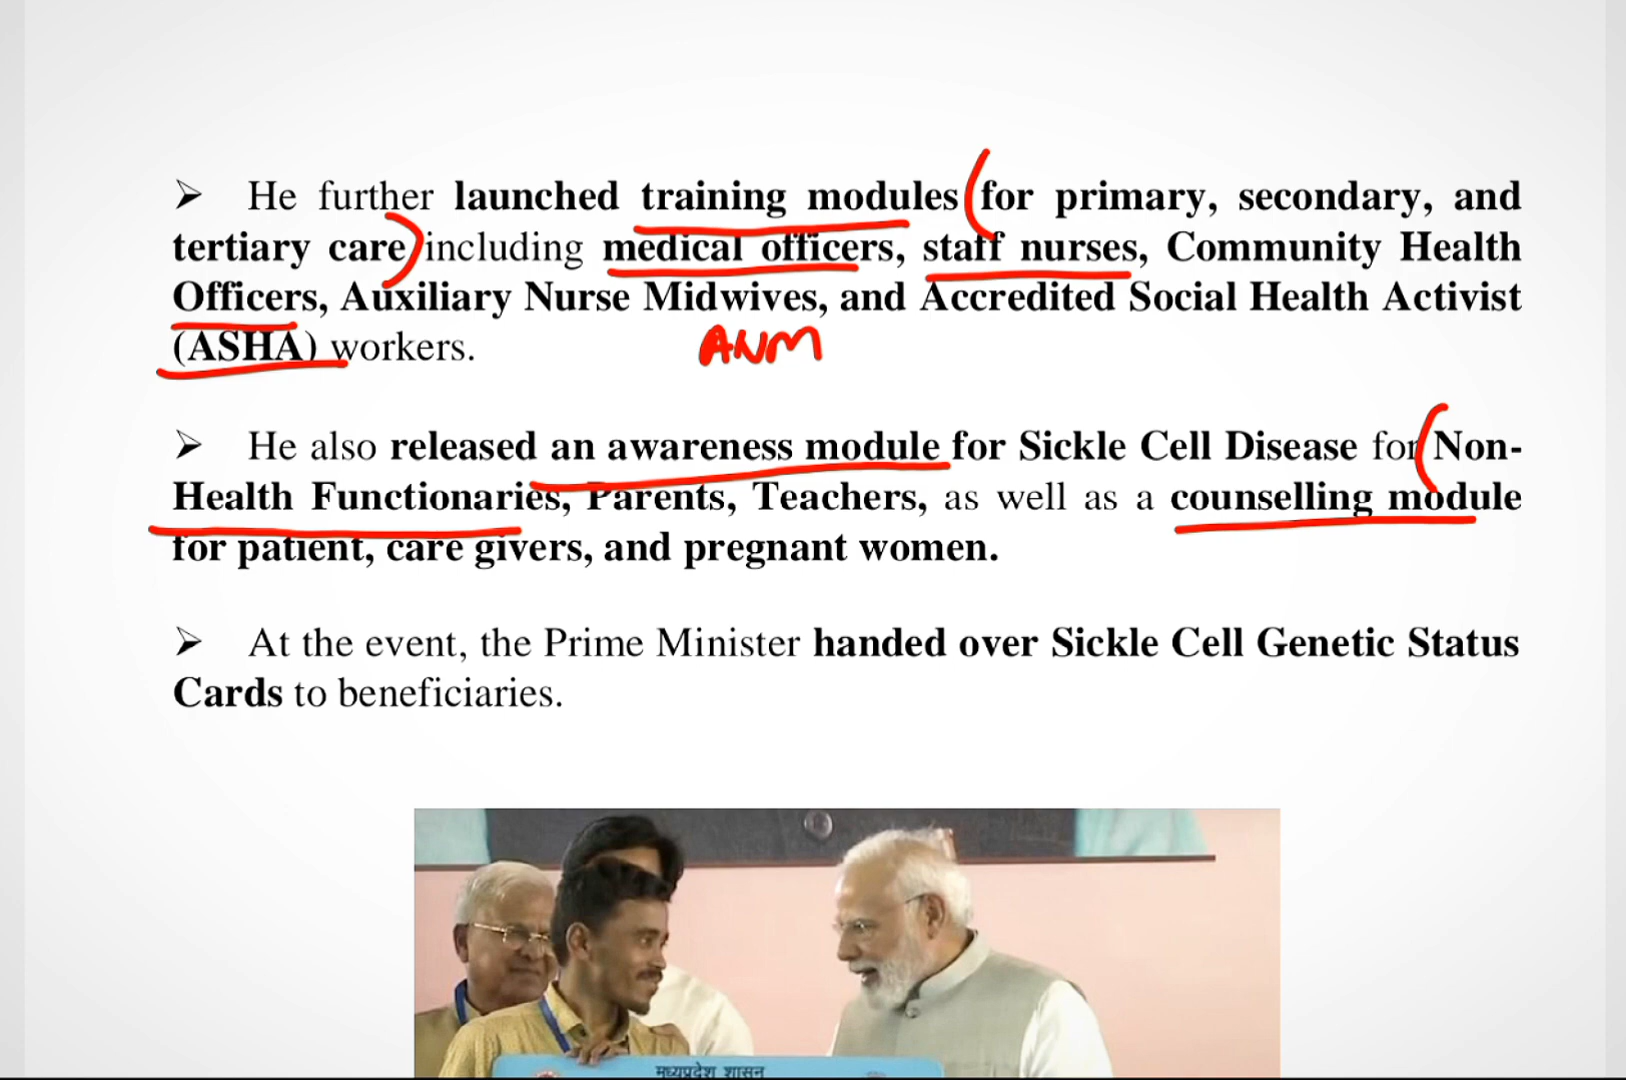 ➢ He further launched training modules for primary, secondary, and
tertiary care including medical officers, staff nurses, Community Health
Officers, Auxiliary Nurse Midwives, and Accredited Social Health Activist
(ASHA) workers.
ANM
➢ He also released an awareness module for Sickle Cell Disease for Non-
Health Functionaries, Parents, Teachers, as well as a counselling module
for patient, care givers, and pregnant women.
➢ At the event, the Prime Minister handed over Sickle Cell Genetic Status
Cards to beneficiaries.
मध्यप्रदेश शासन